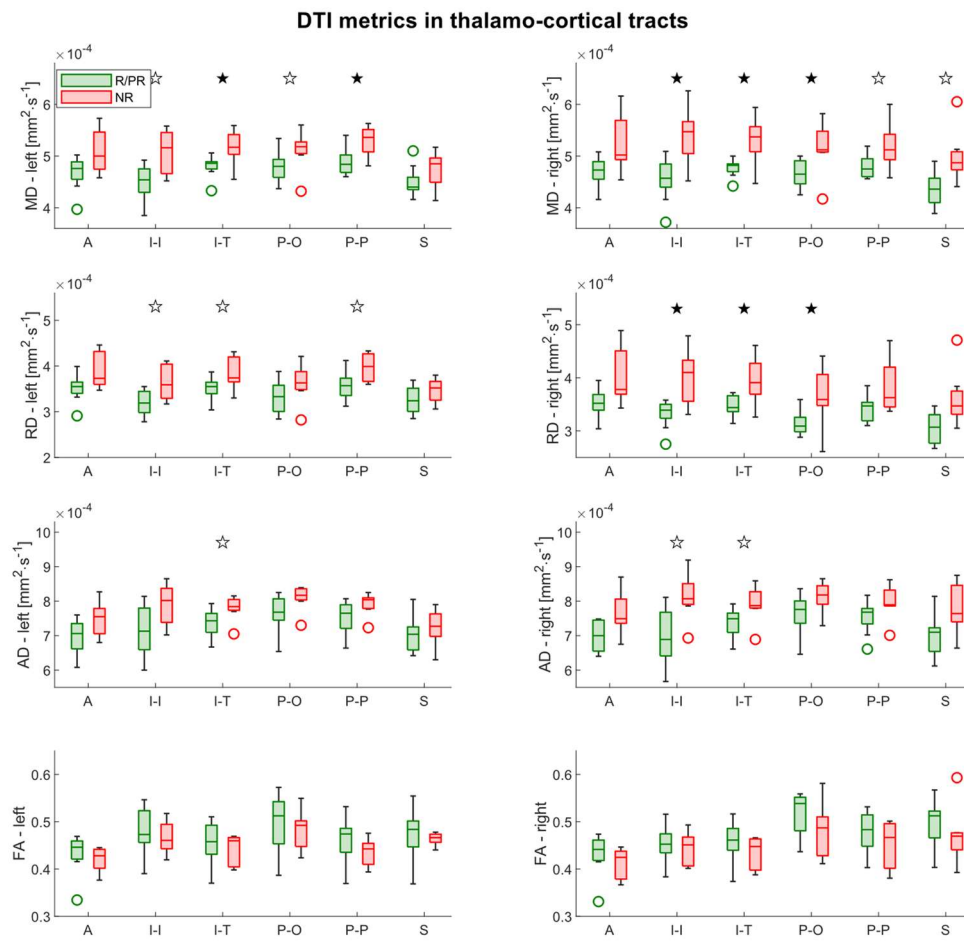 DTI metrics in thalamo-cortical tracts
×10⁻⁴
R/PR
NR
MD - left [mm²·s⁻¹]
6
5
4
A I-I I-T P-O P-P S
×10⁻⁴
MD - right [mm²·s⁻¹]
6
5
4
A I-I I-T P-O P-P S
×10⁻⁴
RD - left [mm²·s⁻¹]
5
4
3
2
A I-I I-T P-O P-P S
×10⁻⁴
RD - right [mm²·s⁻¹]
5
4
3
A I-I I-T P-O P-P S
×10⁻⁴
AD - left [mm²·s⁻¹]
10
9
8
7
6
A I-I I-T P-O P-P S
×10⁻⁴
AD - right [mm²·s⁻¹]
10
9
8
7
6
A I-I I-T P-O P-P S
FA - left
0.6
0.5
0.4
0.3
A I-I I-T P-O P-P S
FA - right
0.6
0.5
0.4
0.3
A I-I I-T P-O P-P S